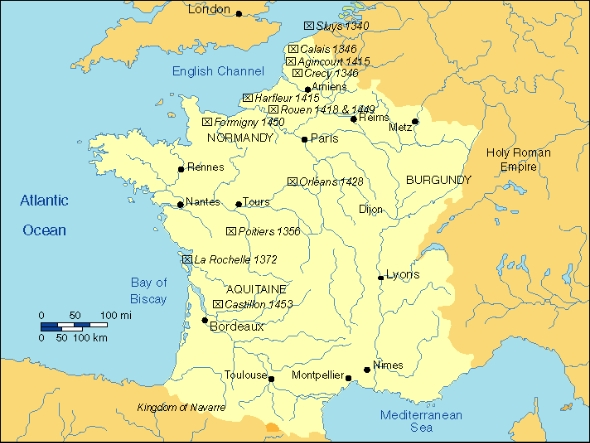 London
Sluys 1340
Calais 1346
Agincourt 1415
English Channel
Crecy 1346
Amiens
Harfleur 1415
Rouen 1418 & 1449
Reims
Formigny 1450
Metz
NORMANDY
Paris
Holy Roman
Empire
Rennes
Orleans 1428
BURGUNDY
Atlantic
Ocean
Nantes
Tours
Dijon
Poitiers 1356
La Rochelle 1372
Lyons
Bay of
Biscay
AQUITAINE
Castillon 1453
0 50 100 mi
0 50 100 km
Bordeaux
Nimes
Toulouse
Montpellier
Kingdom of Navarre
Mediterranean
Sea